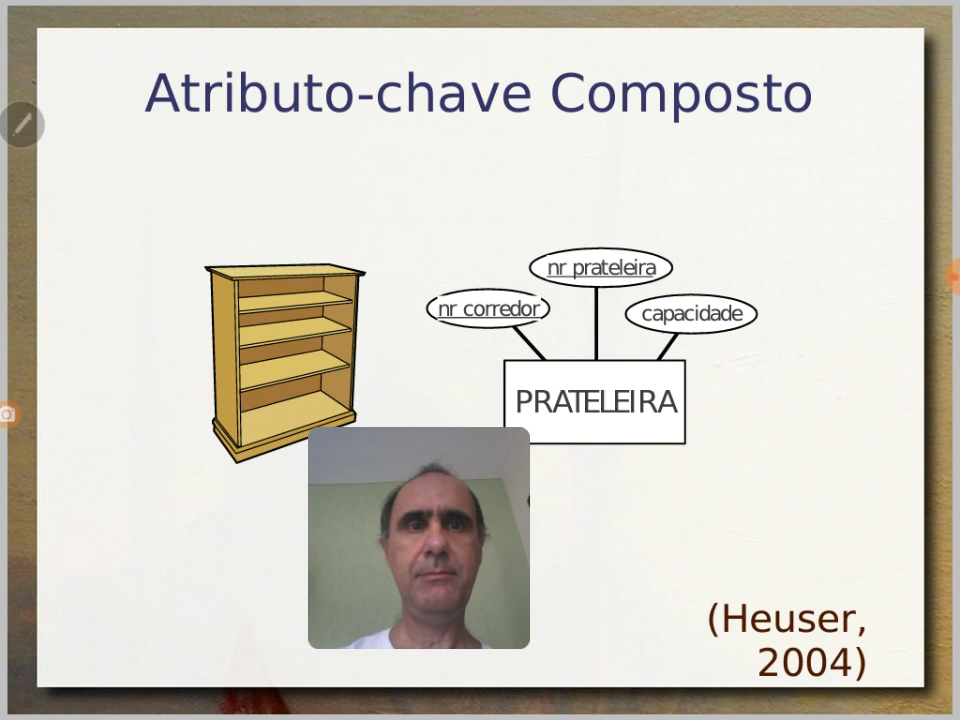 Atributo-chave Composto
nr prateleira
nr corredor
capacidade
PRATELEIRA
(Heuser,
2004)